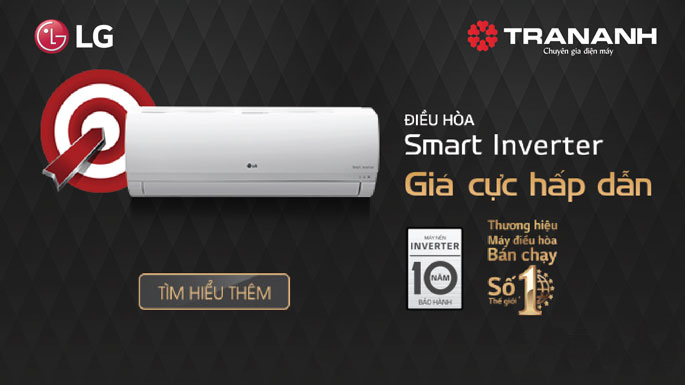 LG
TRANANH
Chuyên gia điện máy
ĐIỀU HÒA
Smart Inverter
Giá cực hấp dẫn
LG
MÁY NÉN
INVERTER
10 NĂM
BẢO HÀNH
Thương hiệu
Máy điều hòa
Bán chạy
Số 1
Thế giới
TÌM HIỂU THÊM